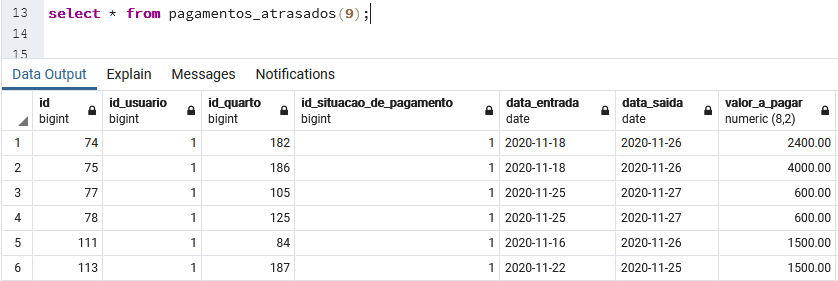 13 select * from pagamentos_atrasados(9);
14
15
Data Output Explain Messages Notifications
id id_usuario id_quarto id_situacao_de_pagamento data_entrada data_saida valor_a_pagar
bigint bigint bigint bigint date date numeric (8,2)
1 74 1 182 1 2020-11-18 2020-11-26 2400.00
2 75 1 186 1 2020-11-18 2020-11-26 4000.00
3 77 1 105 1 2020-11-25 2020-11-27 600.00
4 78 1 125 1 2020-11-25 2020-11-27 600.00
5 111 1 84 1 2020-11-16 2020-11-26 1500.00
6 113 1 187 1 2020-11-22 2020-11-25 1500.00